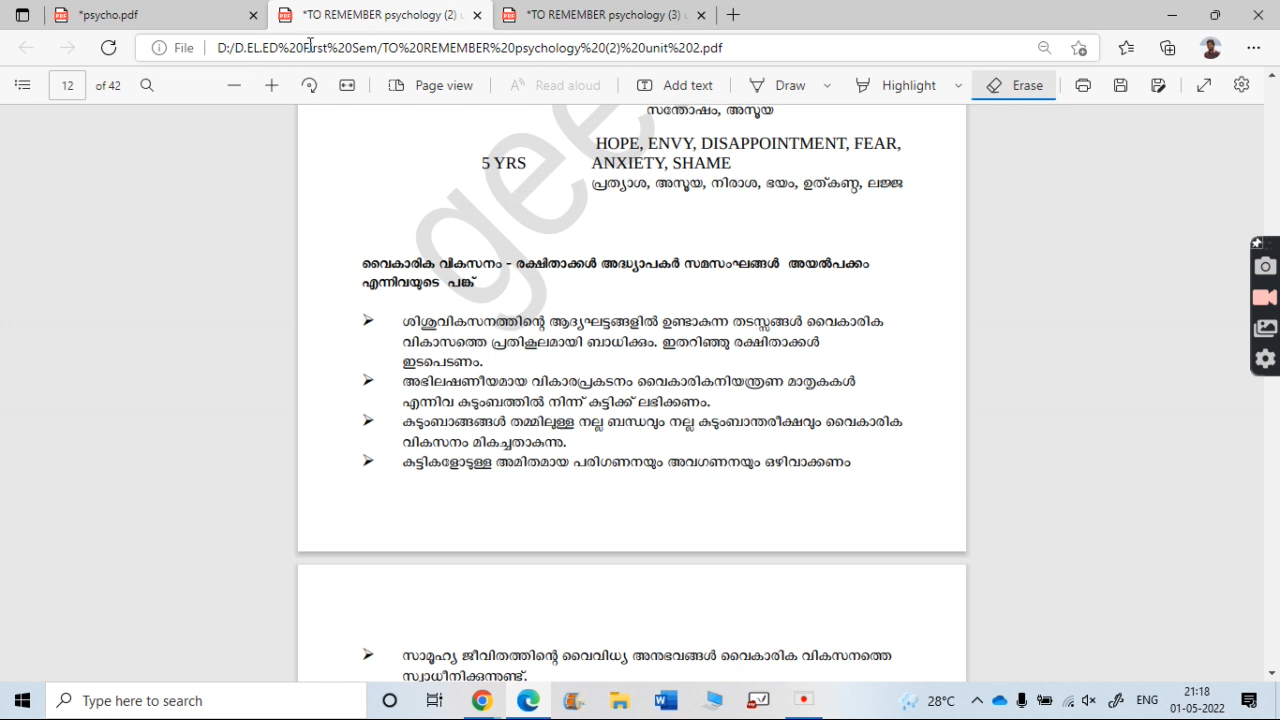 *psycho.pdf
*TO REMEMBER psychology (2) u
*TO REMEMBER psychology (3) u
File
D:/D.EL.ED%20First%20Sem/TO%20REMEMBER%20psychology%20(2)%20unit%202.pdf
12 of 42
Page view
Read aloud
Add text
Draw
Highlight
Erase
സന്തോഷം, അസൂയ
HOPE, ENVY, DISAPPOINTMENT, FEAR,
5 YRS ANXIETY, SHAME
പ്രത്യാശ, അസൂയ, നിരാശ, ഭയം, ഉത്കണ്ഠ, ലജ്ജ
gee
വൈകാരിക വികസനം - രക്ഷിതാക്കൾ അദ്ധ്യാപകർ സമസംഘങ്ങൾ അയൽപക്കം
എന്നിവയുടെ പങ്ക്
➢ ശിശുവികസനത്തിന്റെ ആദ്യഘട്ടങ്ങളിൽ ഉണ്ടാകുന്ന തടസ്സങ്ങൾ വൈകാരിക
വികാസത്തെ പ്രതികൂലമായി ബാധിക്കും. ഇതറിഞ്ഞു രക്ഷിതാക്കൾ
ഇടപെടണം.
➢ അഭിലഷണീയമായ വികാരപ്രകടനം വൈകാരികനിയന്ത്രണ മാതൃകകൾ
എന്നിവ കുടുംബത്തിൽ നിന്ന് കുട്ടിക്ക് ലഭിക്കണം.
➢ കുടുംബാങ്ങങ്ങൾ തമ്മിലുള്ള നല്ല ബന്ധവും നല്ല കുടുംബാന്തരീക്ഷവും വൈകാരിക
വികസനം മികച്ചതാകുന്നു.
➢ കുട്ടികളോടുള്ള അമിതമായ പരിഗണനയും അവഗണനയും ഒഴിവാക്കണം
➢ സാമൂഹ്യ ജീവിതത്തിന്റെ വൈവിധ്യ അനുഭവങ്ങൾ വൈകാരിക വികസനത്തെ
സ്വാധീനിക്കുന്നുണ്ട്.
Type here to search
28°C
ENG
21:18
01-05-2022